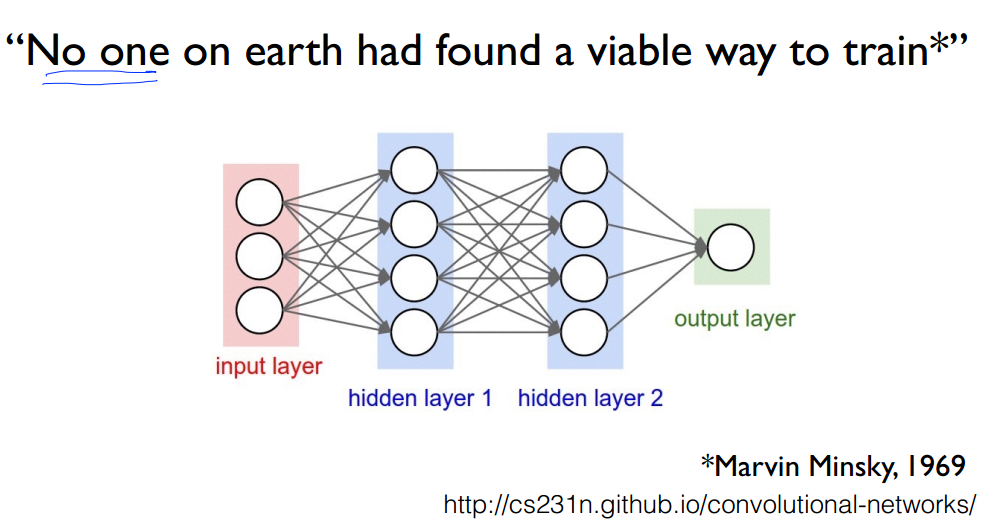 “No one on earth had found a viable way to train*”
input layer
hidden layer 1
hidden layer 2
output layer
*Marvin Minsky, 1969
http://cs231n.github.io/convolutional-networks/